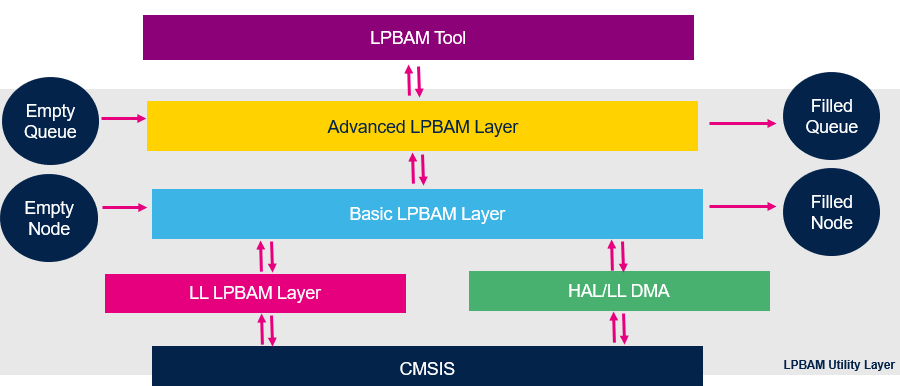 LPBAM Tool
Empty
Queue
Advanced LPBAM Layer
Filled
Queue
Empty
Node
Basic LPBAM Layer
Filled
Node
LL LPBAM Layer
HAL/LL DMA
CMSIS
LPBAM Utility Layer